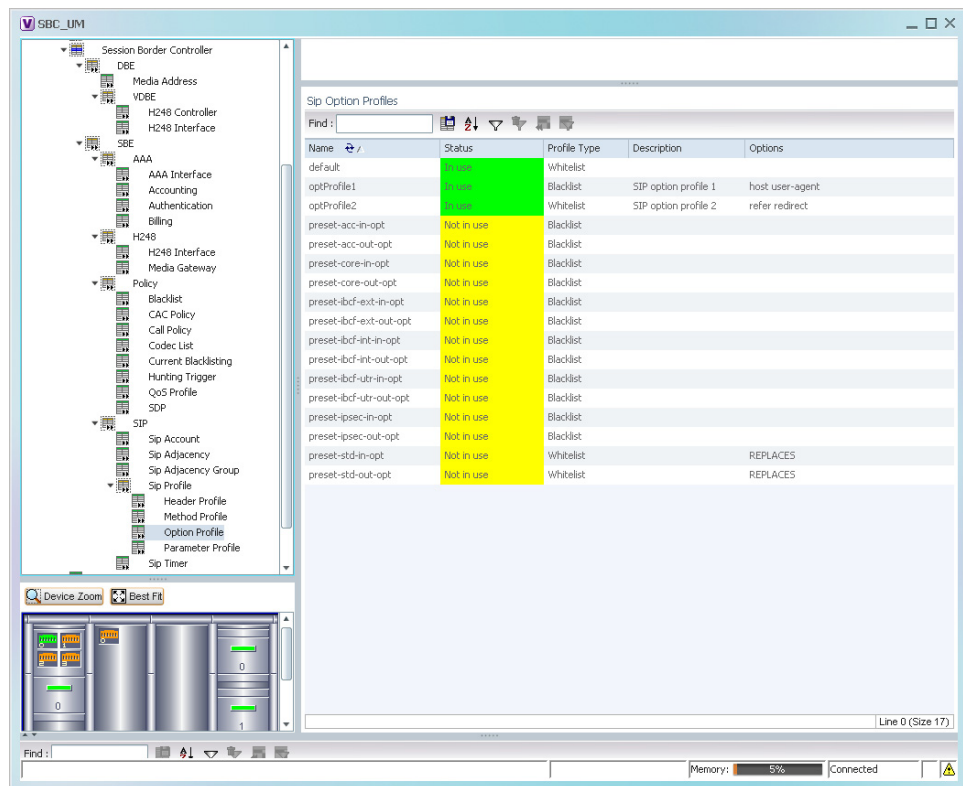 SBC_UM
Session Border Controller
DBE
Media Address
VDBE
H248 Controller
H248 Interface
SBE
AAA
AAA Interface
Accounting
Authentication
Billing
H248
H248 Interface
Media Gateway
Policy
Blacklist
CAC Policy
Call Policy
Codec List
Current Blacklisting
Hunting Trigger
QoS Profile
SDP
SIP
Sip Account
Sip Adjacency
Sip Adjacency Group
Sip Profile
Header Profile
Method Profile
Option Profile
Parameter Profile
Sip Timer
Device Zoom Best Fit
0
0
1
Sip Option Profiles
Find :
Name Status Profile Type Description Options
default In use Whitelist
optProfile1 In use Blacklist SIP option profile 1 host user-agent
optProfile2 In use Whitelist SIP option profile 2 refer redirect
preset-acc-in-opt Not in use Blacklist
preset-acc-out-opt Not in use Blacklist
preset-core-in-opt Not in use Blacklist
preset-core-out-opt Not in use Blacklist
preset-ibcf-ext-in-opt Not in use Blacklist
preset-ibcf-ext-out-opt Not in use Blacklist
preset-ibcf-int-in-opt Not in use Blacklist
preset-ibcf-int-out-opt Not in use Blacklist
preset-ibcf-utr-in-opt Not in use Blacklist
preset-ibcf-utr-out-opt Not in use Blacklist
preset-ipsec-in-opt Not in use Blacklist
preset-ipsec-out-opt Not in use Blacklist
preset-std-in-opt Not in use Whitelist REPLACES
preset-std-out-opt Not in use Whitelist REPLACES
Line 0 (Size 17)
Find :
Memory: 5% Connected